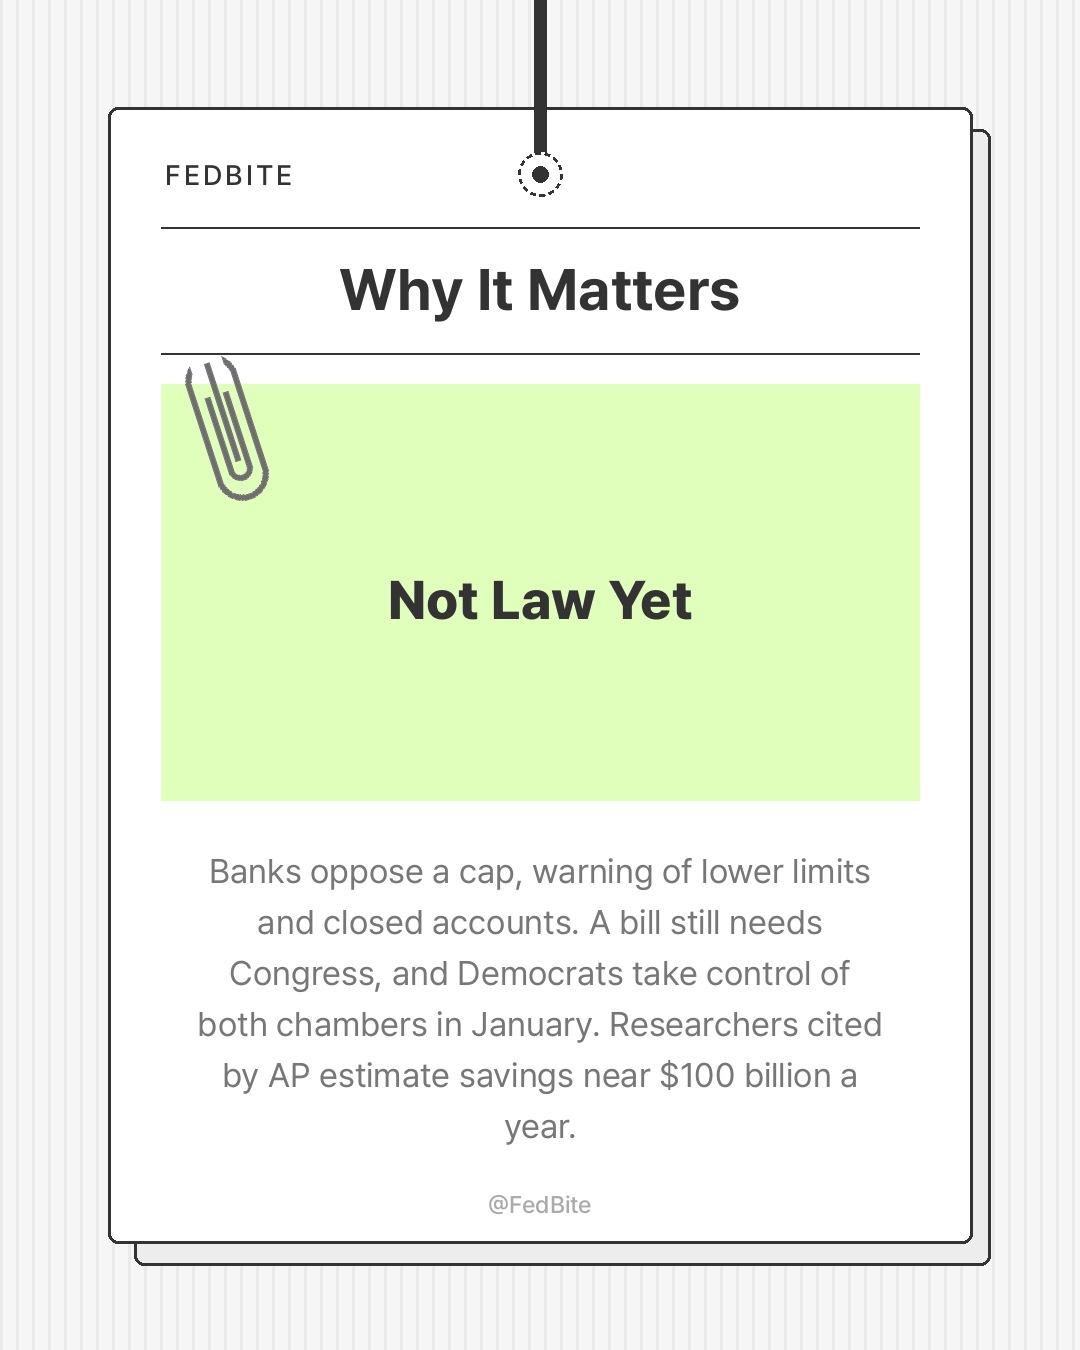 FEDBITE
Why It Matters
Not Law Yet
Banks oppose a cap, warning of lower limits
and closed accounts. A bill still needs
Congress, and Democrats take control of
both chambers in January. Researchers cited
by AP estimate savings near $100 billion a
year.
@FedBite